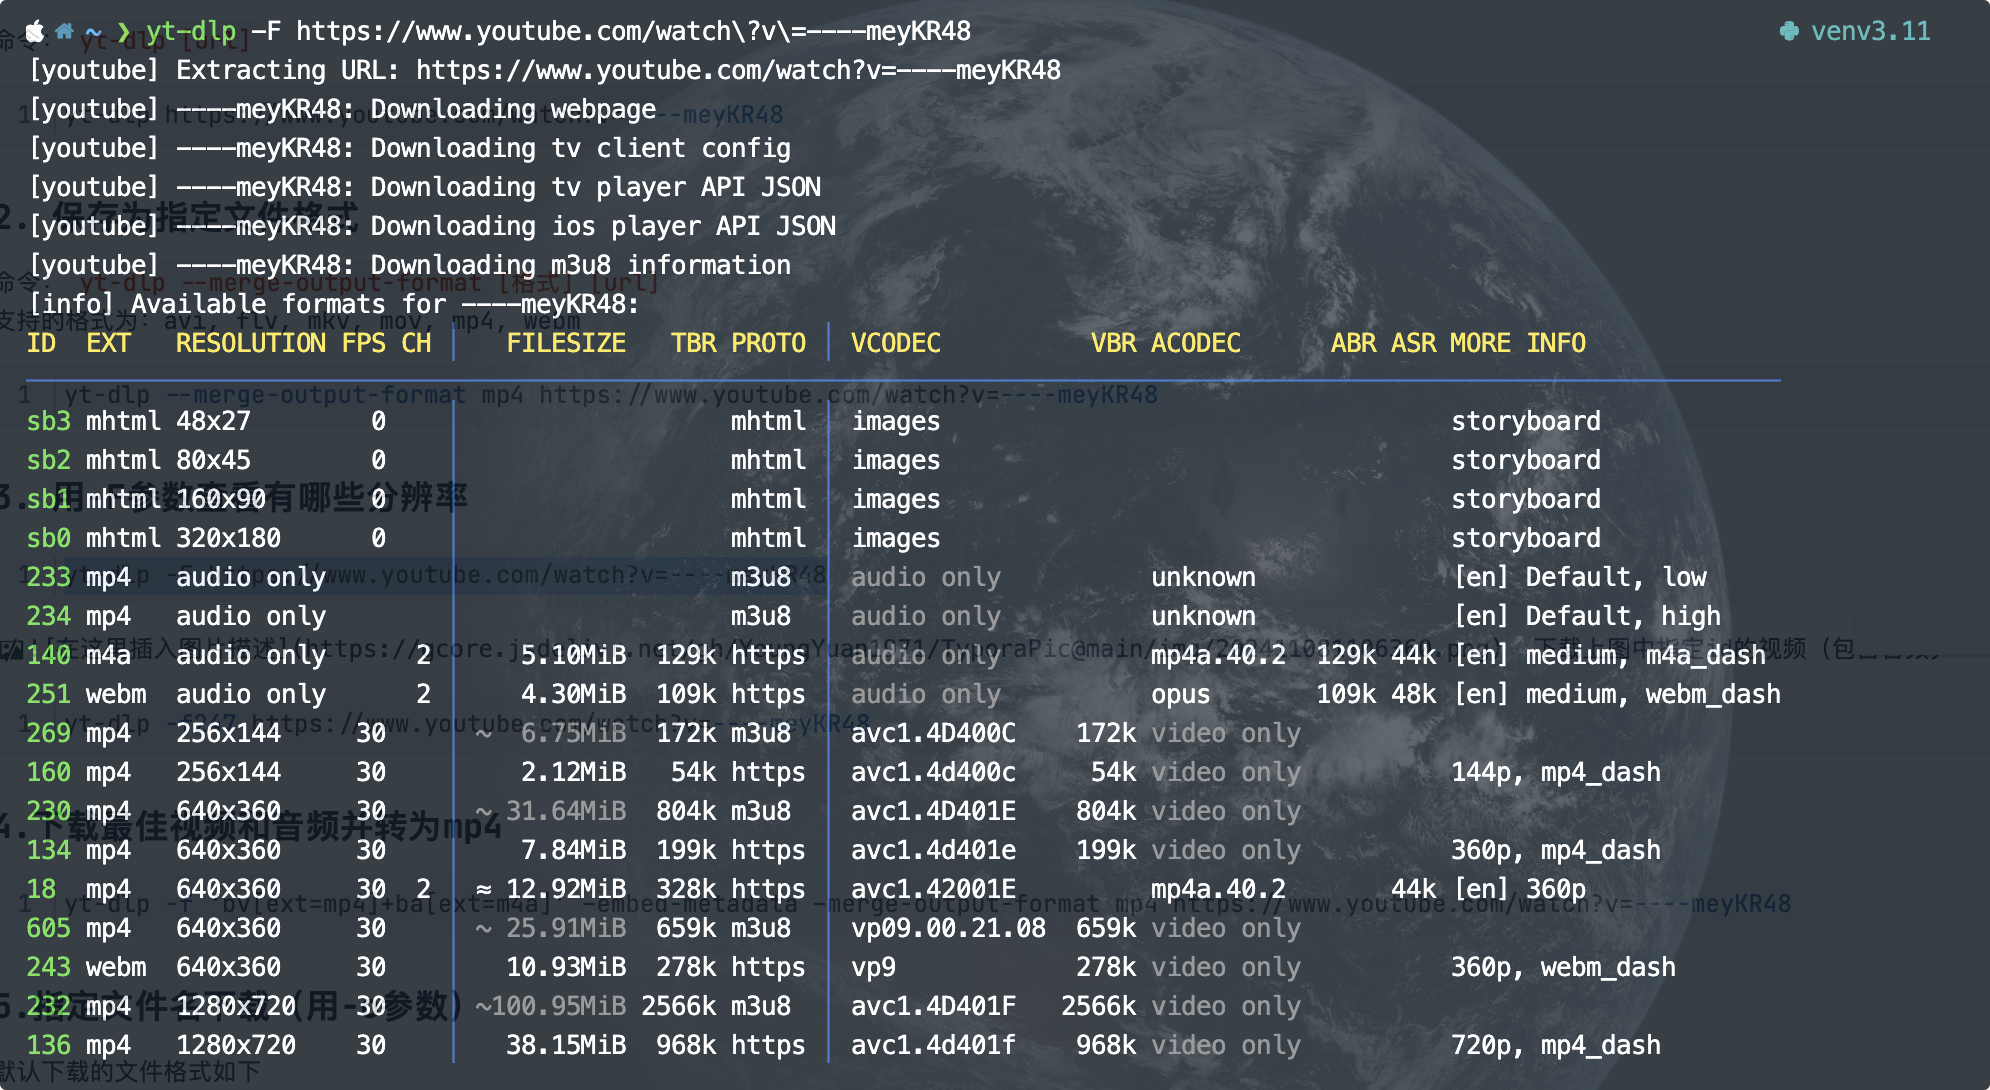 ~ ❯ yt-dlp -F https://www.youtube.com/watch\?v\=----meyKR48 venv3.11
[youtube] Extracting URL: https://www.youtube.com/watch?v=----meyKR48
[youtube] ----meyKR48: Downloading webpage
[youtube] ----meyKR48: Downloading tv client config
[youtube] ----meyKR48: Downloading tv player API JSON
[youtube] ----meyKR48: Downloading ios player API JSON
[youtube] ----meyKR48: Downloading m3u8 information
[info] Available formats for ----meyKR48:
ID EXT RESOLUTION FPS CH │ FILESIZE TBR PROTO │ VCODEC VBR ACODEC ABR ASR MORE INFO
sb3 mhtml 48x27 0 │ mhtml │ images storyboard
sb2 mhtml 80x45 0 │ mhtml │ images storyboard
sb1 mhtml 160x90 0 │ mhtml │ images storyboard
sb0 mhtml 320x180 0 │ mhtml │ images storyboard
233 mp4 audio only │ m3u8 │ audio only unknown [en] Default, low
234 mp4 audio only │ m3u8 │ audio only unknown [en] Default, high
140 m4a audio only 2 │ 5.10MiB 129k https │ audio only mp4a.40.2 129k 44k [en] medium, m4a_dash
251 webm audio only 2 │ 4.30MiB 109k https │ audio only opus 109k 48k [en] medium, webm_dash
269 mp4 256x144 30 │ ~ 6.75MiB 172k m3u8 │ avc1.4D400C 172k video only
160 mp4 256x144 30 │ 2.12MiB 54k https │ avc1.4d400c 54k video only 144p, mp4_dash
230 mp4 640x360 30 │ ~ 31.64MiB 804k m3u8 │ avc1.4D401E 804k video only
134 mp4 640x360 30 │ 7.84MiB 199k https │ avc1.4d401e 199k video only 360p, mp4_dash
18 mp4 640x360 30 2 │ ≈ 12.92MiB 328k https │ avc1.42001E mp4a.40.2 44k [en] 360p
605 mp4 640x360 30 │ ~ 25.91MiB 659k m3u8 │ vp09.00.21.08 659k video only
243 webm 640x360 30 │ 10.93MiB 278k https │ vp9 278k video only 360p, webm_dash
232 mp4 1280x720 30 │ ~100.95MiB 2566k m3u8 │ avc1.4D401F 2566k video only
136 mp4 1280x720 30 │ 38.15MiB 968k https │ avc1.4d401f 968k video only 720p, mp4_dash
默认下载的文件格式如下